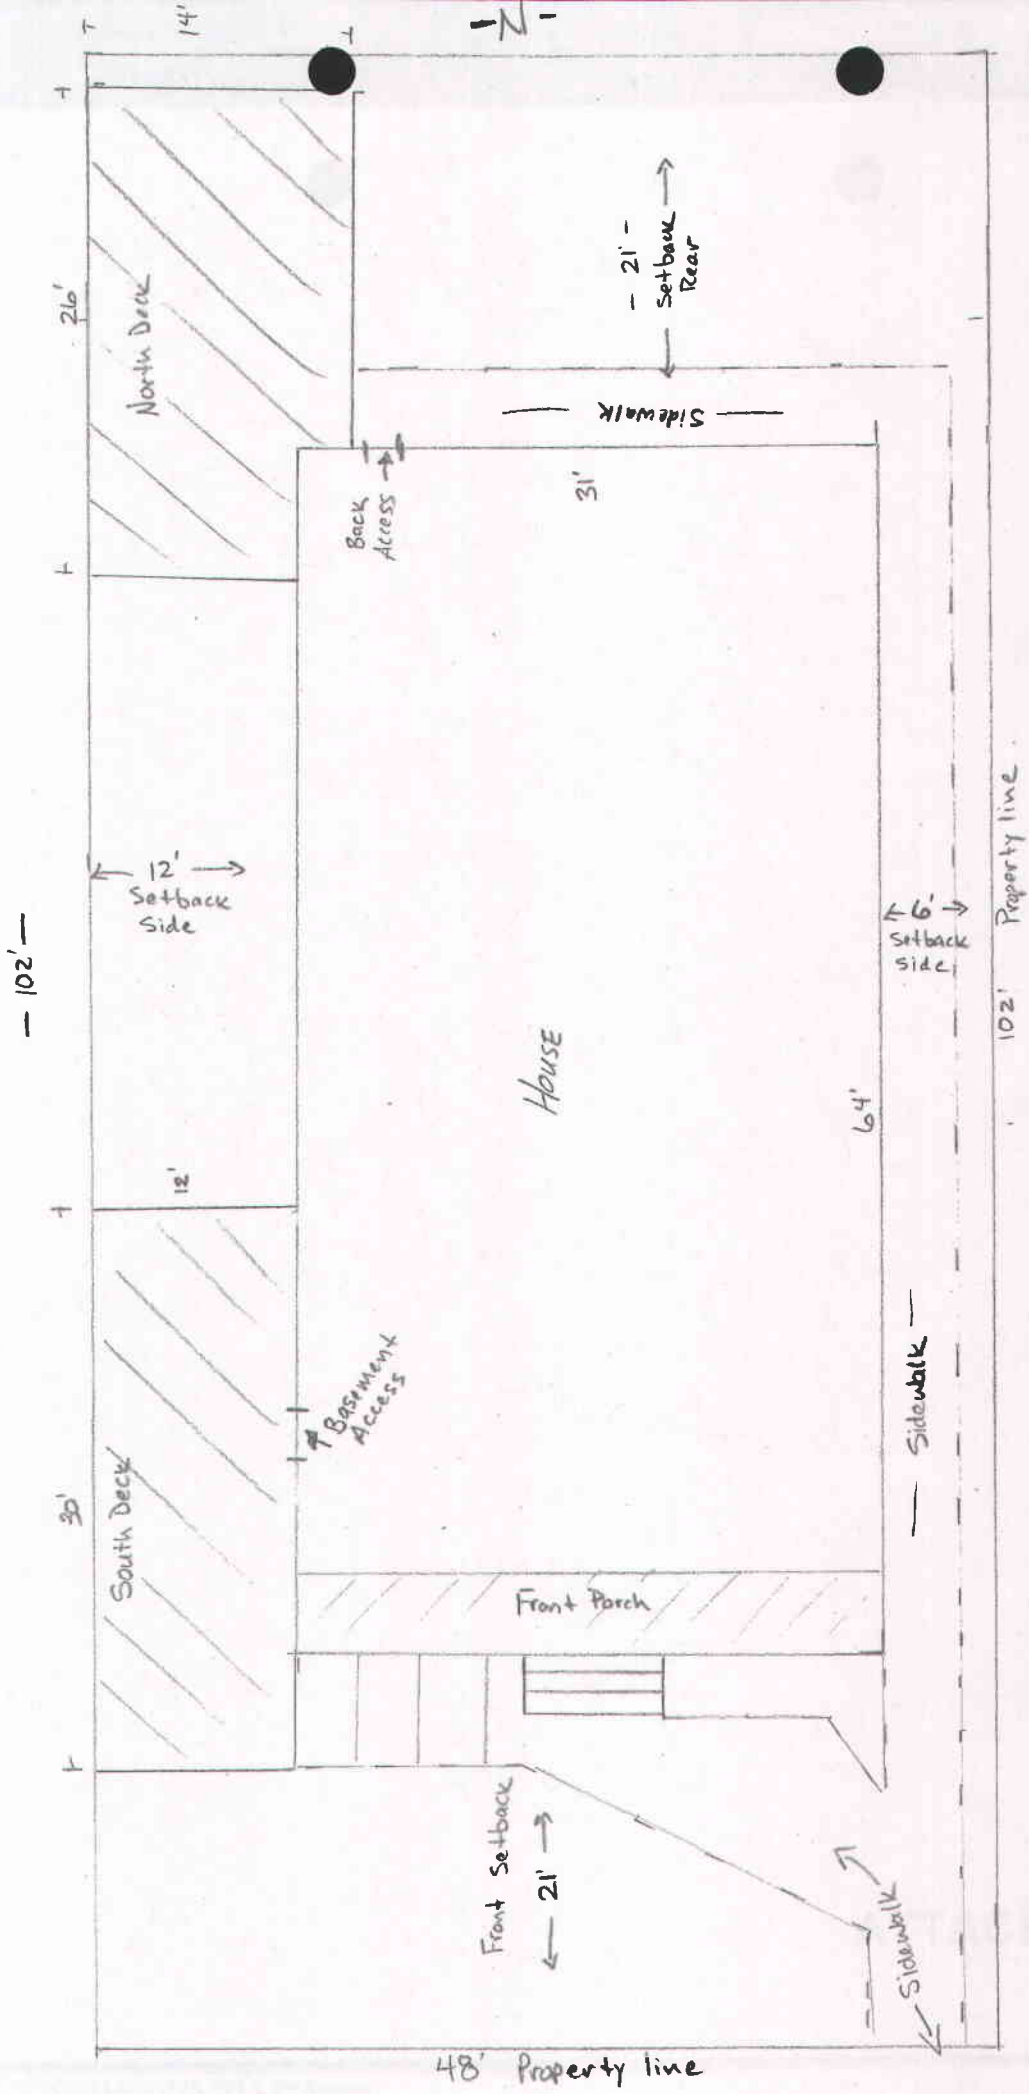 14'
N
26'
North Deck
- 21' -
Setback
Rear
Sidewalk
Back
Access
31'
12'
Setback
Side
- 102' -
6'
Setback
Side
102' Property line
HOUSE
64'
12'
Basement
Access
30'
South Deck
Sidewalk
Front Porch
Front Setback
21'
Sidewalk
48' Property line